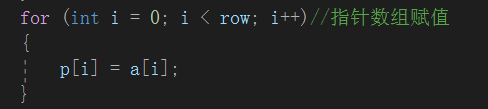 for (int i = 0; i < row; i++)//指针数组赋值
{
p[i] = a[i];
}